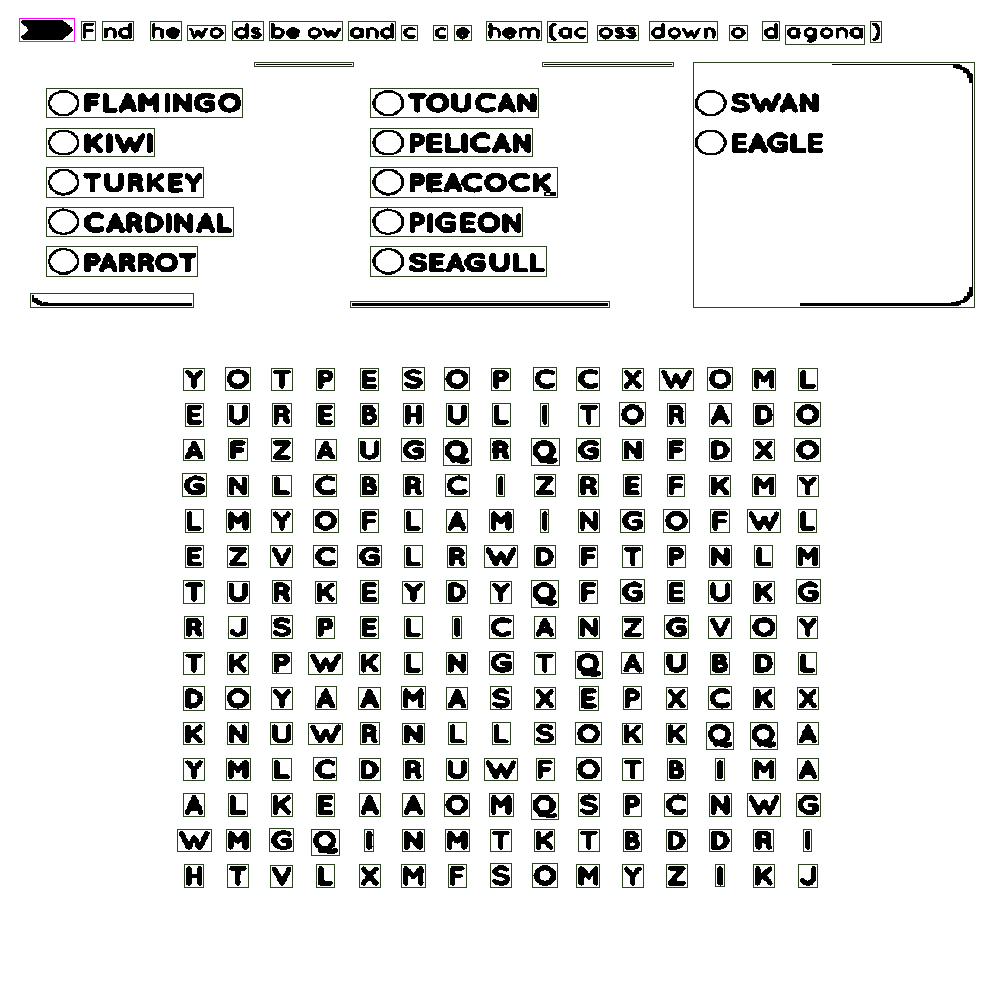 F nd he wo ds be ow and c c e hem (ac oss down o d agona )
FLAMINGO TOUCAN SWAN
KIWI PELICAN EAGLE
TURKEY PEACOCK
CARDINAL PIGEON
PARROT SEAGULL
Y O T P E S O P C C X W O M L
E U R E B H U L I T O R A D O
A F Z A U G Q R Q G N F D X O
G N L C B R C I Z R E F K M Y
L M Y O F L A M I N G O F W L
E Z V C G L R W D F T P N L M
T U R K E Y D Y Q F G E U K G
R J S P E L I C A N Z G V O Y
T K P W K L N G T Q A U B D L
D O Y A A M A S X E P X C K X
K N U W R N L L S O K K Q Q A
Y M L C D R U W F O T B I M A
A L K E A A O M Q S P C N W G
W M G Q I N M T K T B D D R I
H T V L X M F S O M Y Z I K J